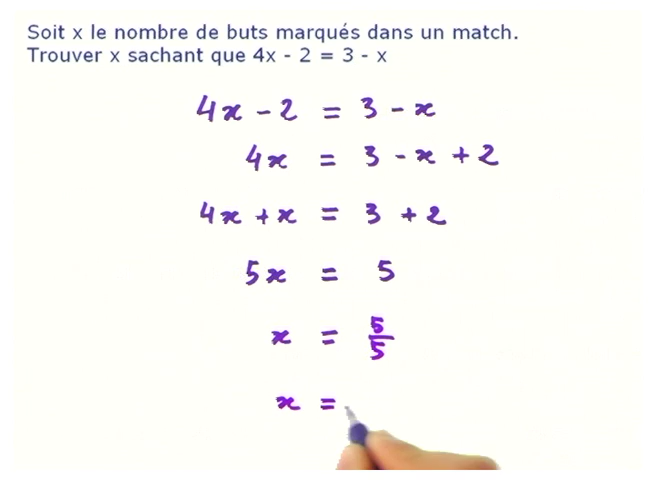 Soit x le nombre de buts marqués dans un match.
Trouver x sachant que 4x - 2 = 3 - x
4x - 2 = 3 - x
4x = 3 - x + 2
4x + x = 3 + 2
5x = 5
x = 5/5
x =